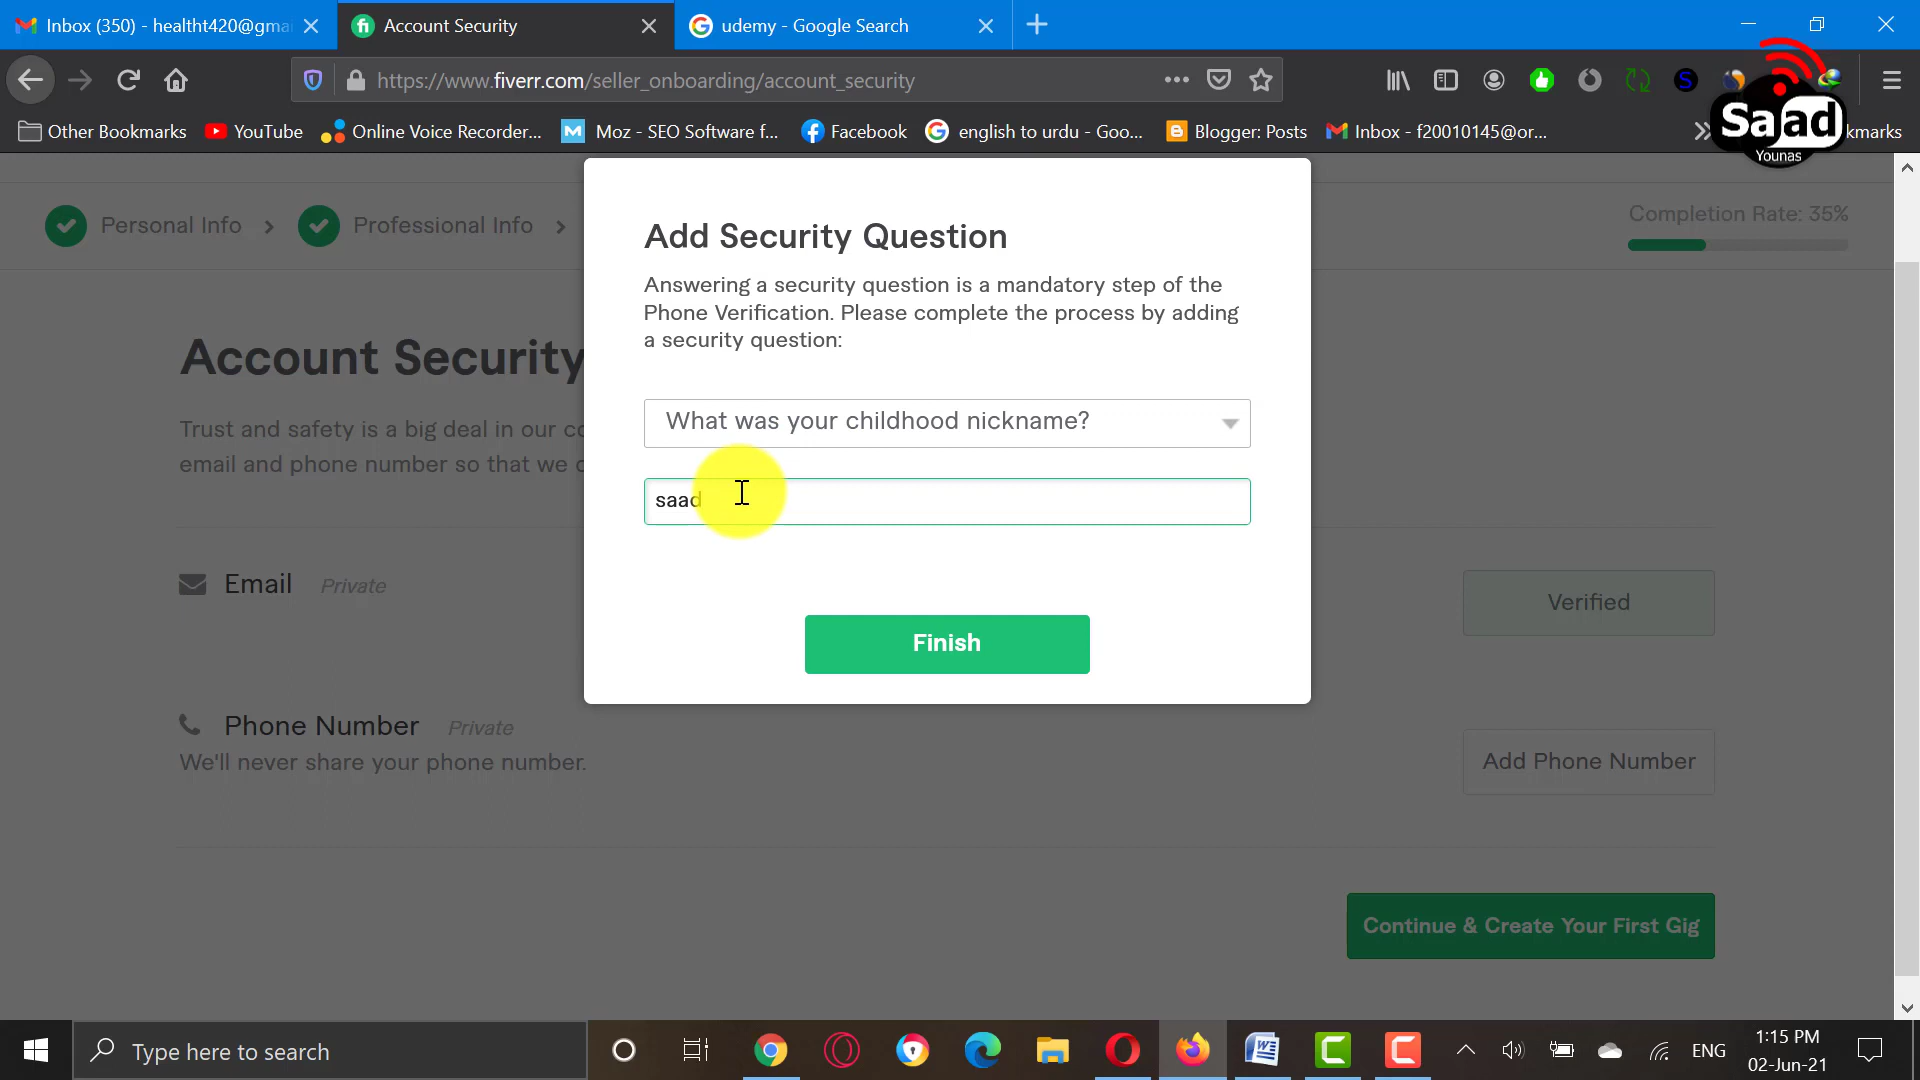 Inbox (350) - healtht420@gma
Account Security
udemy - Google Search
https://www.fiverr.com/seller_onboarding/account_security
Other Bookmarks
YouTube
Online Voice Recorder...
Moz - SEO Software f...
Facebook
english to urdu - Goo...
Blogger: Posts
Inbox - f20010145@or...
kmarks
Saad
Younas
Personal Info
Professional Info
Completion Rate: 35%
Add Security Question
Answering a security question is a mandatory step of the
Phone Verification. Please complete the process by adding
a security question:
What was your childhood nickname?
saad
Finish
Account Security
Trust and safety is a big deal in our co
email and phone number so that we c
Email Private
Verified
Phone Number Private
We'll never share your phone number.
Add Phone Number
Continue & Create Your First Gig
Type here to search
ENG
1:15 PM
02-Jun-21